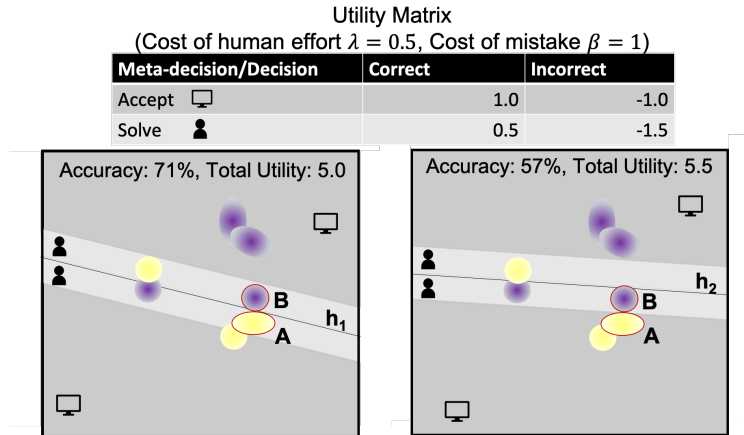 Utility Matrix
(Cost of human effort λ = 0.5, Cost of mistake β = 1)
Meta-decision/Decision Correct Incorrect
Accept 1.0 -1.0
Solve 0.5 -1.5
Accuracy: 71%, Total Utility: 5.0
B
h₁
A
Accuracy: 57%, Total Utility: 5.5
h₂
B
A